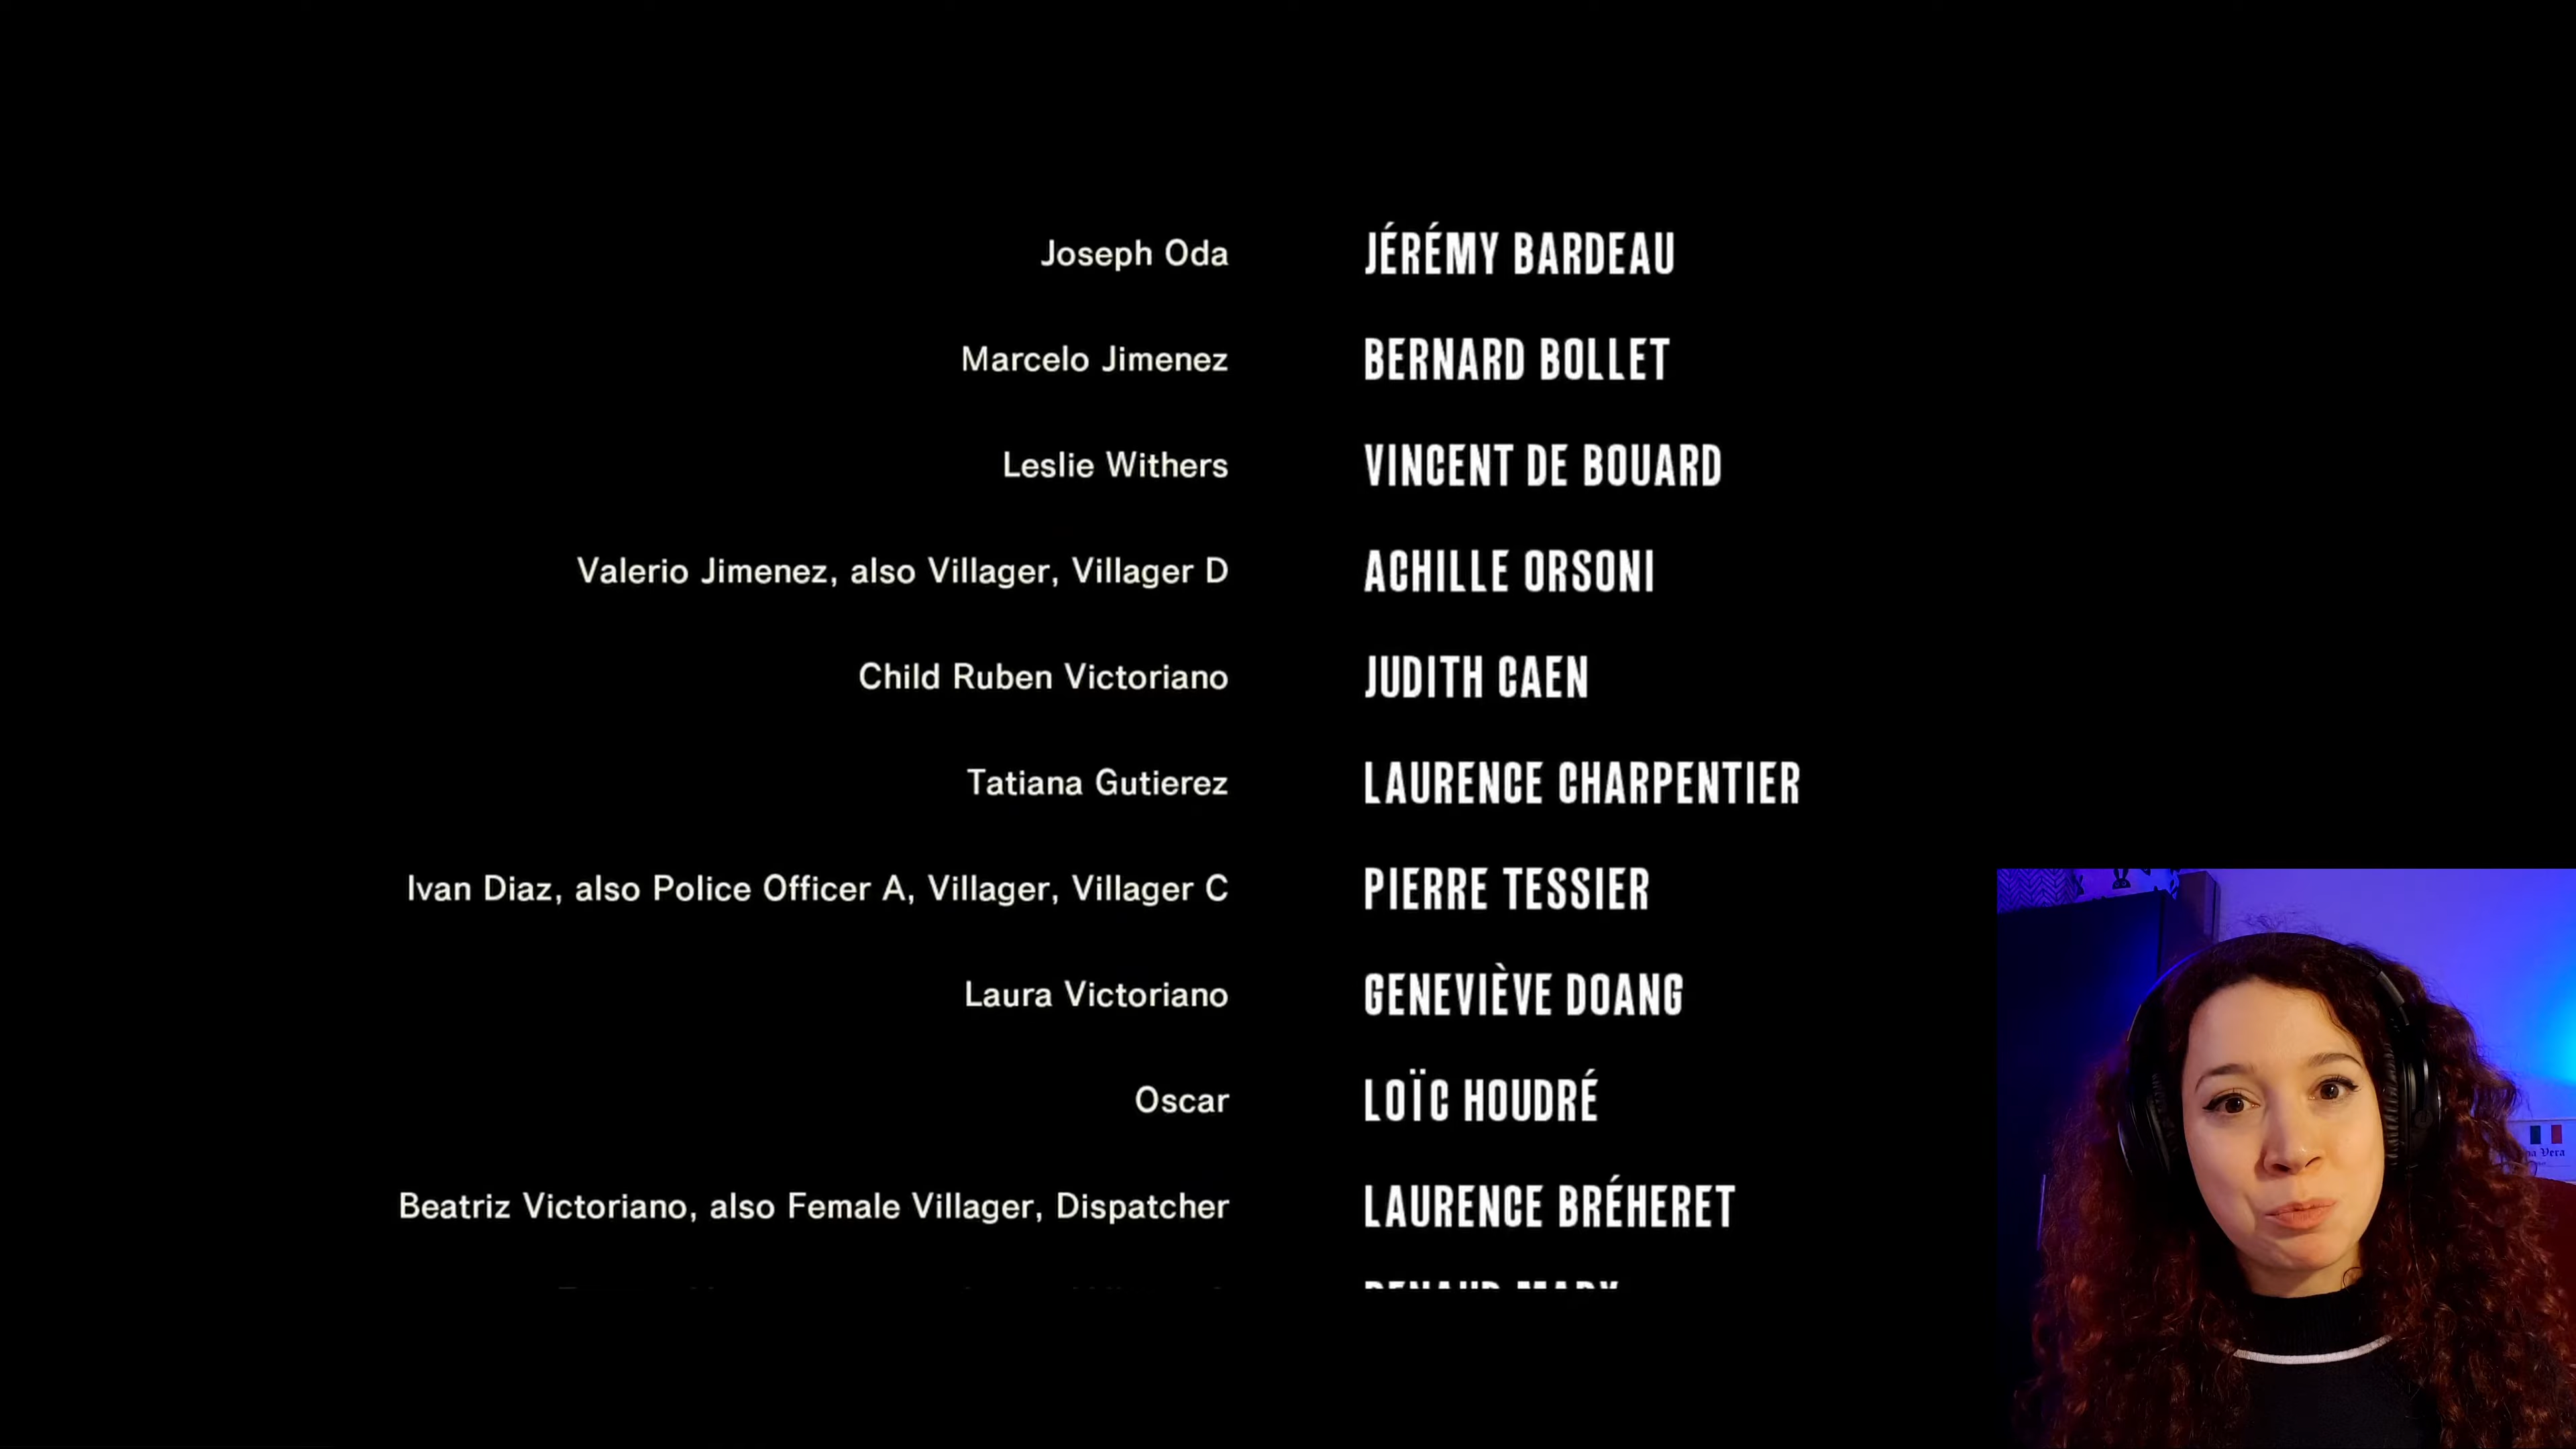 Joseph Oda JÉRÉMY BARDEAU
Marcelo Jimenez BERNARD BOLLET
Leslie Withers VINCENT DE BOUARD
Valerio Jimenez, also Villager, Villager D ACHILLE ORSONI
Child Ruben Victoriano JUDITH CAEN
Tatiana Gutierez LAURENCE CHARPENTIER
Ivan Diaz, also Police Officer A, Villager, Villager C PIERRE TESSIER
Laura Victoriano GENEVIÈVE DOANG
Oscar LOÏC HOUDRÉ
Beatriz Victoriano, also Female Villager, Dispatcher LAURENCE BRÉHERET
Vera